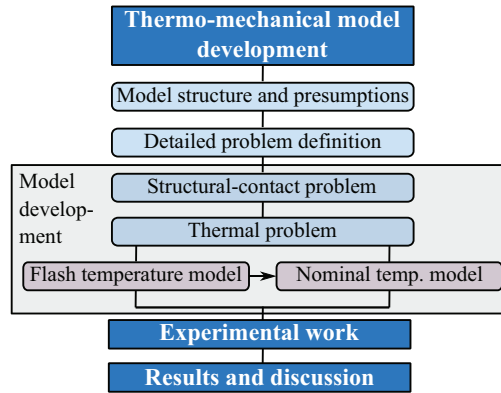 Thermo-mechanical model
development
Model structure and presumptions
Detailed problem definition
Model
develop-
ment
Structural-contact problem
Thermal problem
Flash temperature model
Nominal temp. model
Experimental work
Results and discussion